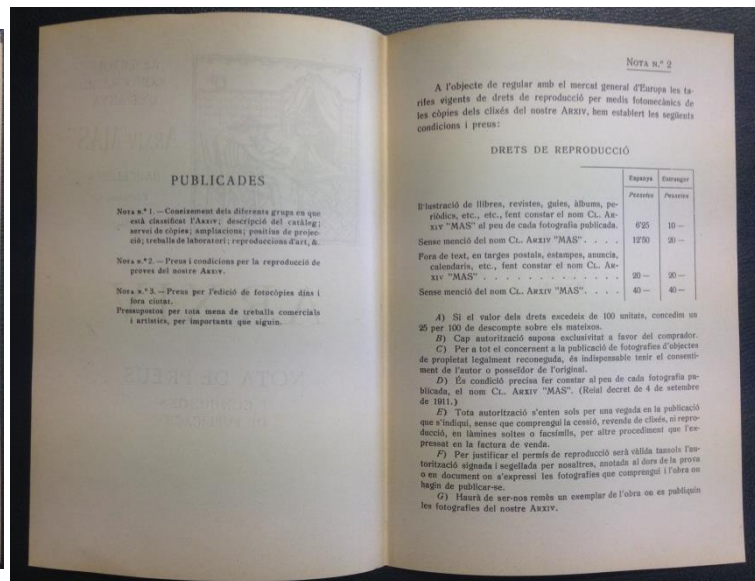 PUBLICADES
NOTA N.º 1. — Coneixement dels diferents grups en que
està classificat l'ARXIV; descripció del catàleg;
servei de còpies; ampliacions; positius de projec-
ció; treballs de laboratori; reproduccions d'art, &.
NOTA N.º 2. — Preus i condicions per la reproducció de
proves del nostre ARXIV.
NOTA N.º 3. — Preus per l'edició de fotocòpies dins i
fora ciutat.
Pressupostos per tota mena de treballs comercials
i artístics, per importants que siguin.
NOTA N.º 2
A l'objecte de regular amb el mercat general d'Europa les ta-
rifes vigents de drets de reproducció per medis fotomecànics de
les còpies dels clixés del nostre ARXIV, hem establert les següents
condicions i preus:
DRETS DE REPRODUCCIÓ
Espanya Estranger
Pessetes Pessetes
Il'lustració de llibres, revistes, guies, àlbums, pe-
riòdics, etc., etc., fent constar el nom CL. AR-
XIV "MAS" al peu de cada fotografia publicada. 6'25 10 —
Sense menció del nom CL. ARXIV "MAS". . . . . 12'50 20 —
Fora de text, en targes postals, estampes, anuncis,
calendaris, etc., fent constar el nom CL. AR-
XIV "MAS" . . . . . . . . . . . . 20 — 20 —
Sense menció del nom CL. ARXIV "MAS". . . . . 40 — 40 —
A) Si el valor dels drets excedeix de 100 unitats, concedim un
25 per 100 de descompte sobre els mateixos.
B) Cap autorització suposa exclusivitat a favor del comprador.
C) Per a tot el concernent a la publicació de fotografies d'objectes
de propietat legalment reconeguda, és indispensable tenir el consenti-
ment de l'autor o posseïdor de l'original.
D) És condició precisa fer constar al peu de cada fotografia pu-
blicada, el nom CL. ARXIV "MAS". (Reial decret de 4 de setembre
de 1911.)
E) Tota autorització s'enten sols per una vegada en la publicació
que s'indiqui, sense que comprengui la cessió, revenda de clixés, ni repro-
ducció, en làmines soltes o facsímils, per altre procediment que l'ex-
pressat en la factura de venda.
F) Per justificar el permís de reproducció serà vàlida tansols l'au-
torització signada i segellada per nosaltres, anotada al dors de la prova
o en document on s'expressi les fotografies que comprengui i l'obra on
hagin de publicar-se.
G) Haurà de ser-nos remès un exemplar de l'obra on es publiquin
les fotografies del nostre ARXIV.